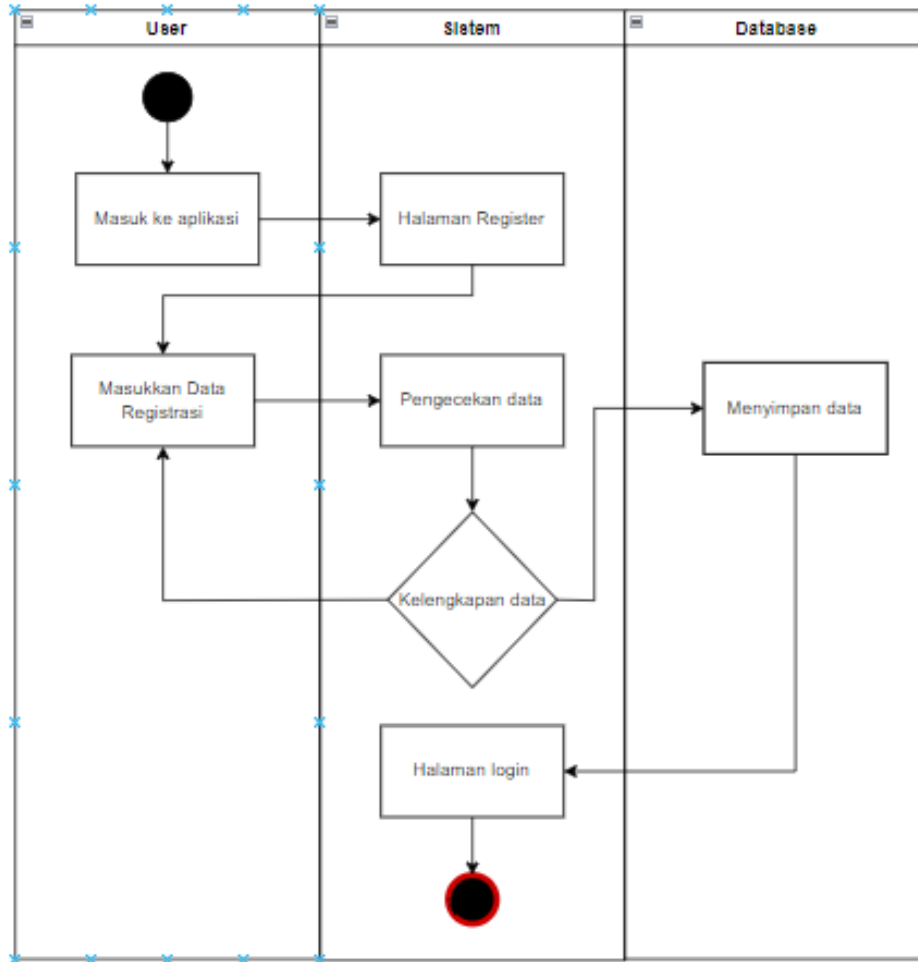 User
Sistem
Database
Masuk ke aplikasi
Halaman Register
Masukkan Data
Registrasi
Pengecekan data
Menyimpan data
Kelengkapan data
Halaman login